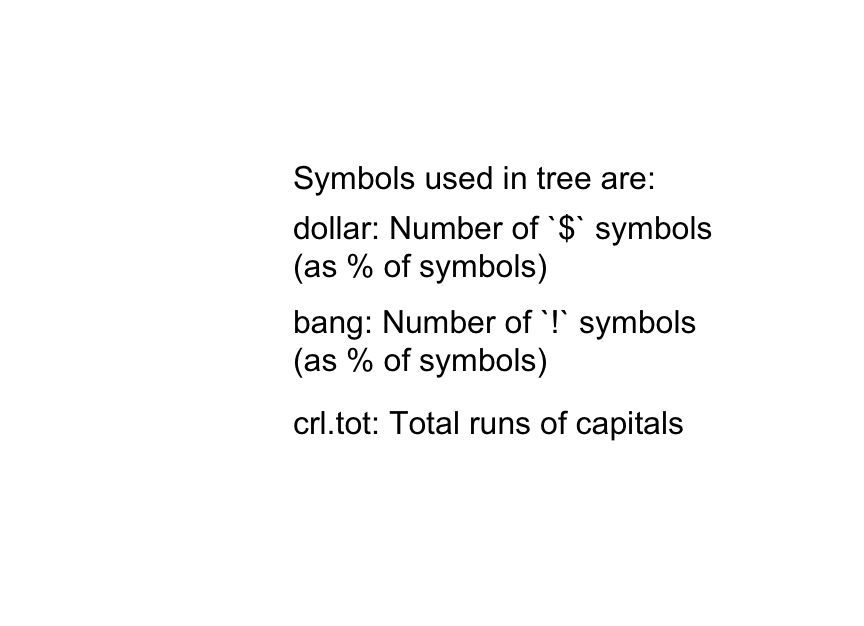 Symbols used in tree are:
dollar: Number of `$` symbols
(as % of symbols)
bang: Number of `!` symbols
(as % of symbols)
crl.tot: Total runs of capitals